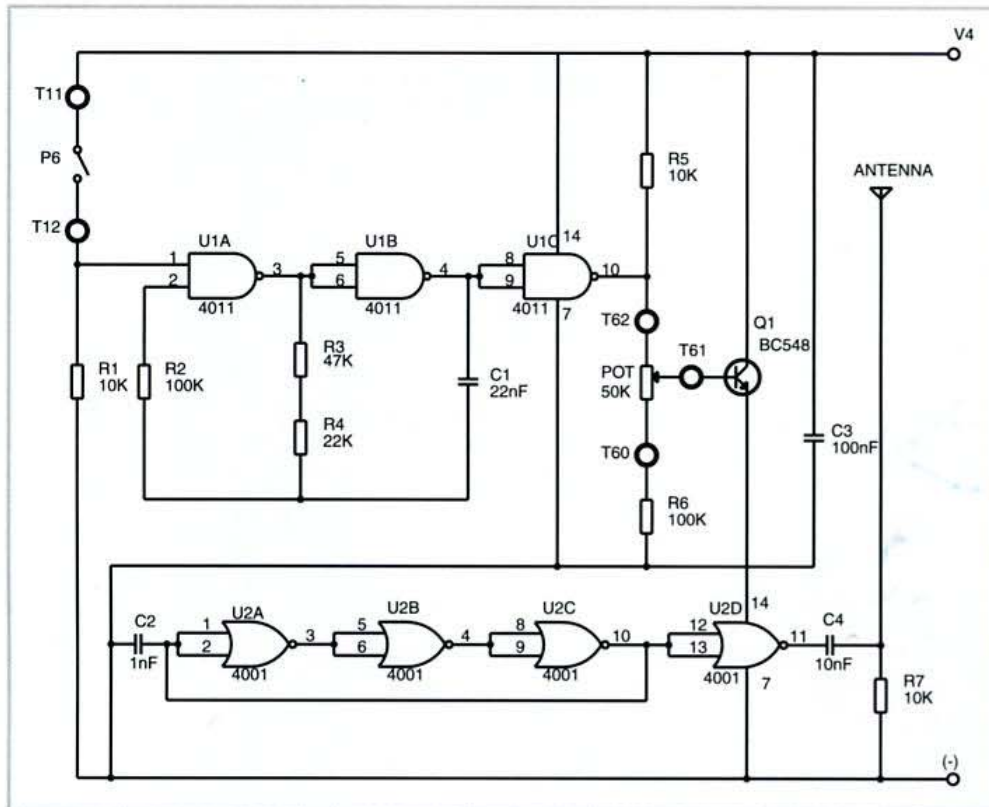 V4
T11
P6
T12
R5
10K
ANTENNA
U1A
U1B
U1C
14
1
2
3
5
6
4
8
9
10
4011
4011
4011
7
T62
Q1
BC548
T61
R1
10K
R2
100K
R3
47K
C1
22nF
POT
50K
R4
22K
T60
C3
100nF
R6
100K
C2
1nF
U2A
U2B
U2C
U2D
14
C4
1
2
3
5
6
4
8
9
10
12
13
11
10nF
4001
4001
4001
4001
7
R7
10K
(-)